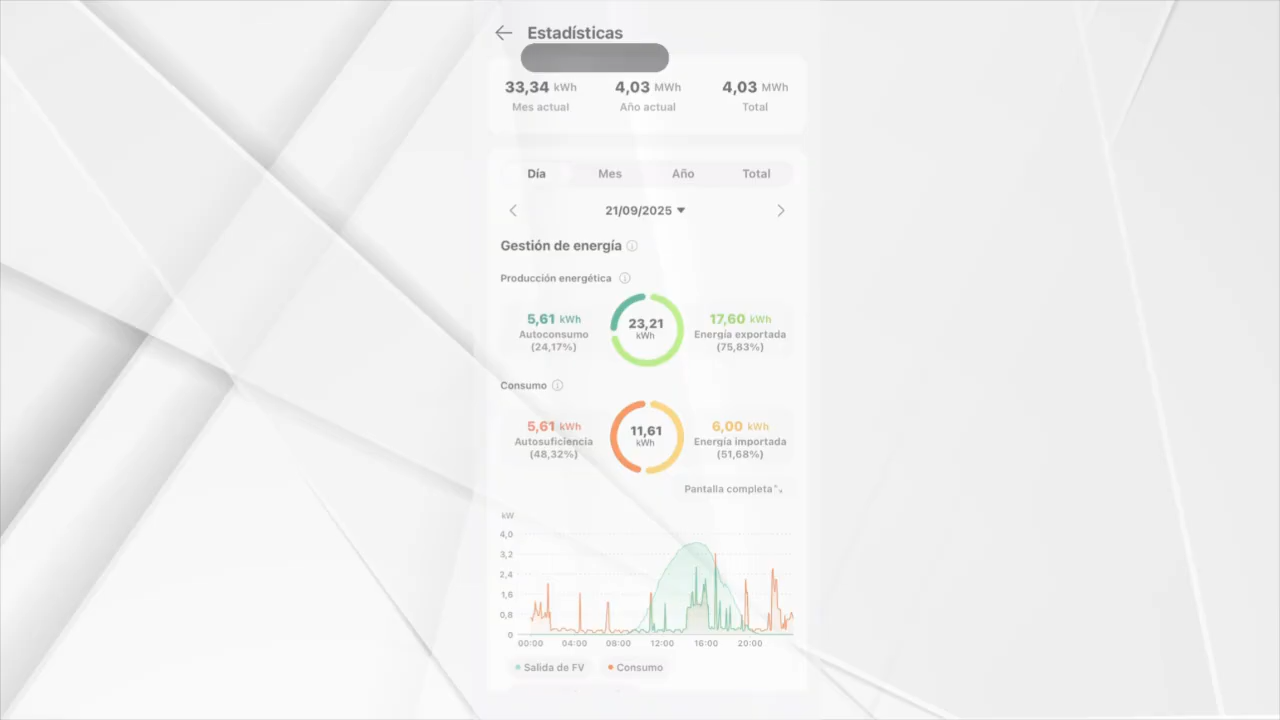 Estadísticas
33,34 kWh 4,03 MWh 4,03 MWh
Mes actual Año actual Total
Día Mes Año Total
21/09/2025
Gestión de energía
Producción energética
5,61 kWh 23,21 kWh 17,60 kWh
Autoconsumo Energía exportada
(24,17%) (75,83%)
Consumo
5,61 kWh 11,61 kWh 6,00 kWh
Autosuficiencia Energía importada
(48,32%) (51,68%)
Pantalla completa
kW
4,0
3,2
2,4
1,6
0,8
0
00:00 04:00 08:00 12:00 16:00 20:00
Salida de FV Consumo